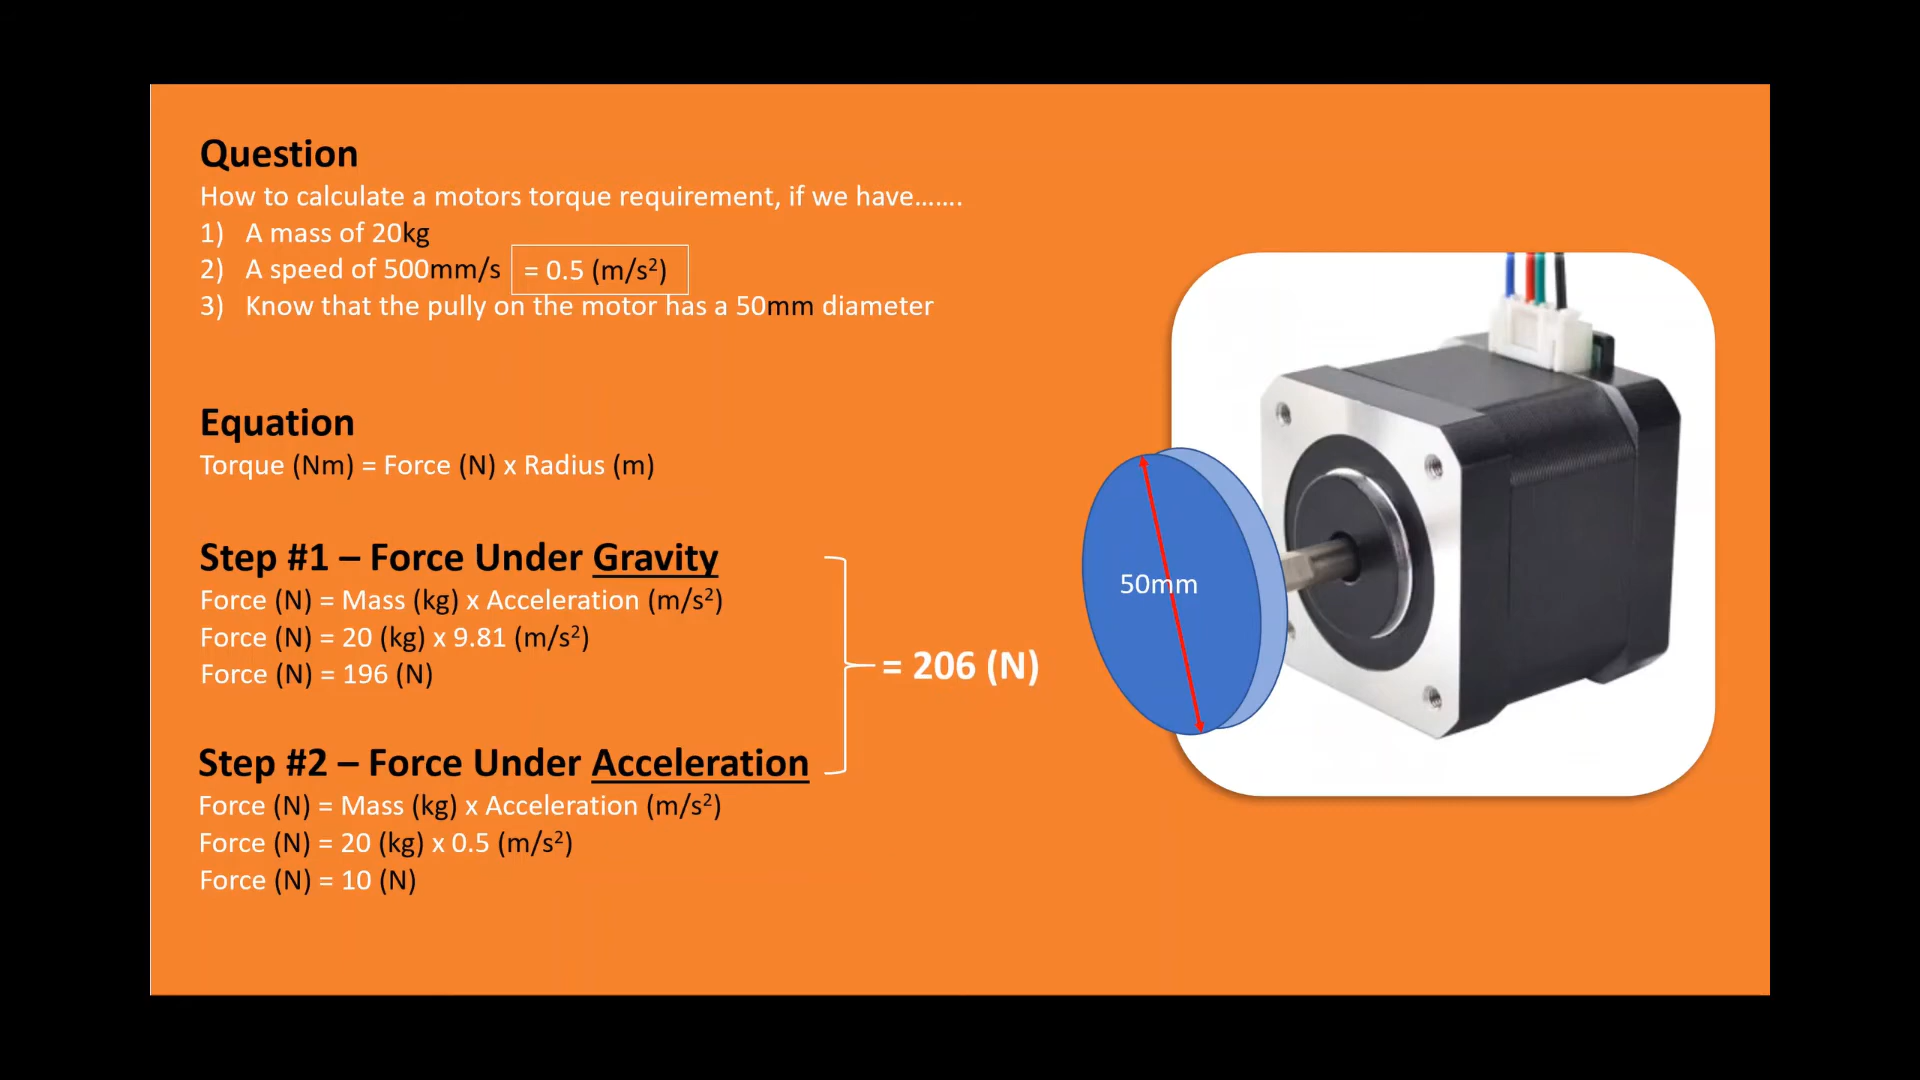 Question
How to calculate a motors torque requirement, if we have…….
1) A mass of 20kg
2) A speed of 500mm/s = 0.5 (m/s²)
3) Know that the pully on the motor has a 50mm diameter
Equation
Torque (Nm) = Force (N) x Radius (m)
Step #1 – Force Under Gravity
Force (N) = Mass (kg) x Acceleration (m/s²)
Force (N) = 20 (kg) x 9.81 (m/s²)
Force (N) = 196 (N)
= 206 (N)
Step #2 – Force Under Acceleration
Force (N) = Mass (kg) x Acceleration (m/s²)
Force (N) = 20 (kg) x 0.5 (m/s²)
Force (N) = 10 (N)
50mm